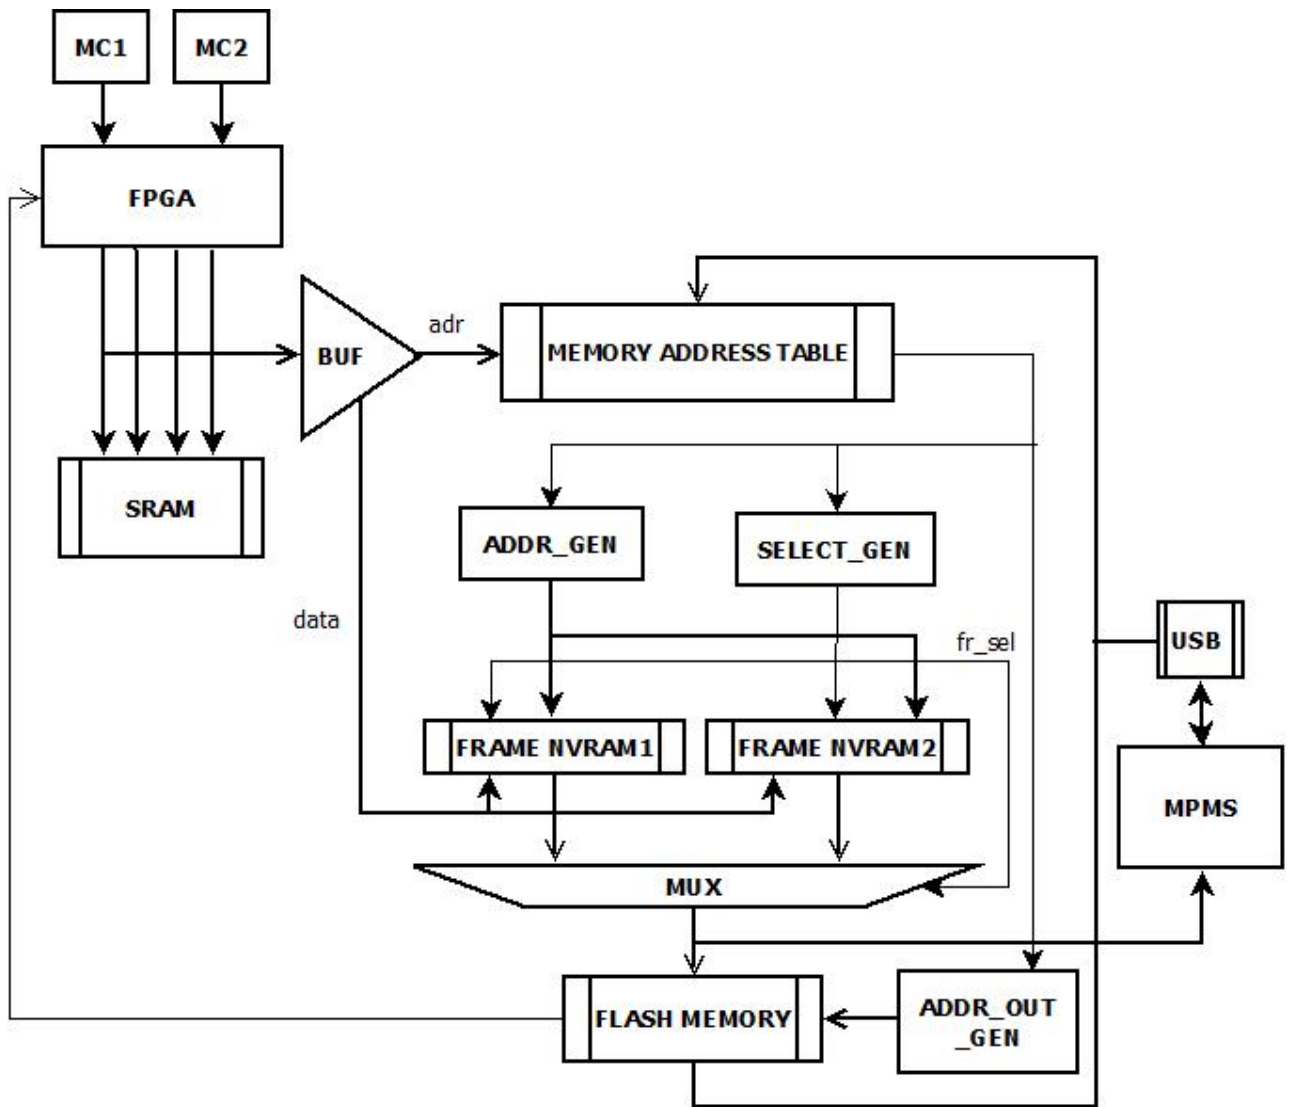 MC1
MC2
FPGA
adr
BUF
MEMORY ADDRESS TABLE
SRAM
ADDR_GEN
SELECT_GEN
data
fr_sel
USB
FRAME NVRAM1
FRAME NVRAM2
MPMS
MUX
FLASH MEMORY
ADDR_OUT
_GEN